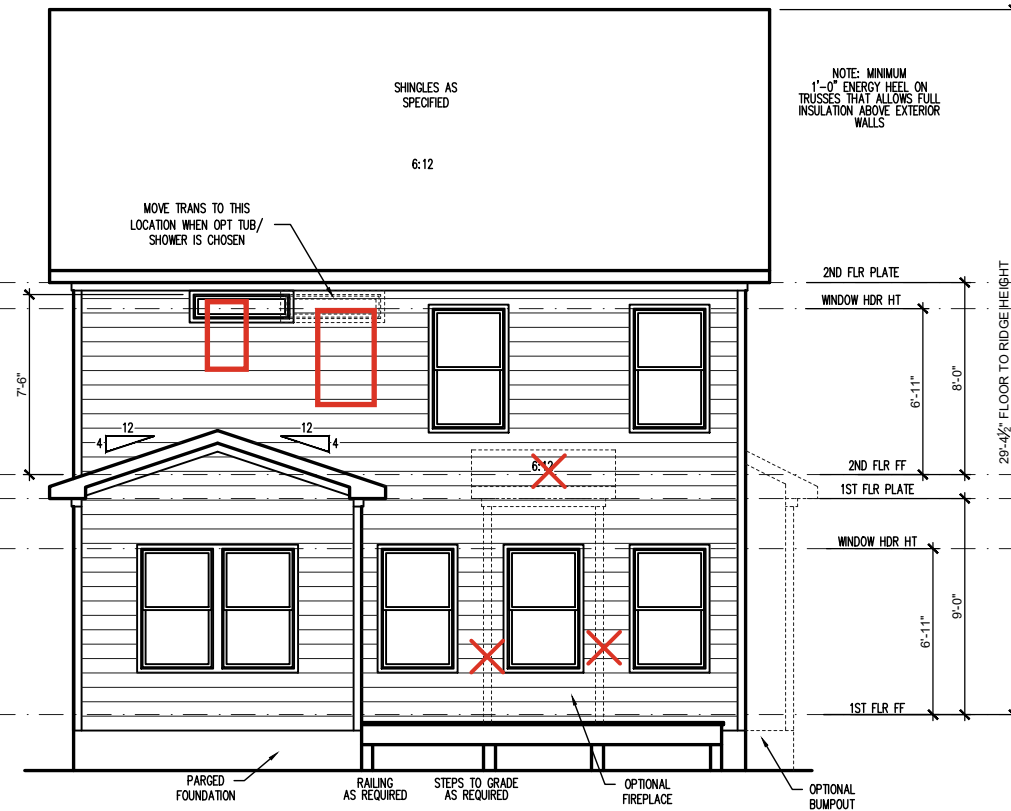 SHINGLES AS
SPECIFIED
6:12
NOTE: MINIMUM
1'-0" ENERGY HEEL ON
TRUSSES THAT ALLOWS FULL
INSULATION ABOVE EXTERIOR
WALLS
MOVE TRANS TO THIS
LOCATION WHEN OPT TUB/
SHOWER IS CHOSEN
2ND FLR PLATE
WINDOW HDR HT
7'-6"
6'-11"
8'-0"
29'-4½" FLOOR TO RIDGE HEIGHT
12
4
12
4
6:12
2ND FLR FF
1ST FLR PLATE
WINDOW HDR HT
6'-11"
9'-0"
1ST FLR FF
PARGED
FOUNDATION
RAILING
AS REQUIRED
STEPS TO GRADE
AS REQUIRED
OPTIONAL
FIREPLACE
OPTIONAL
BUMPOUT